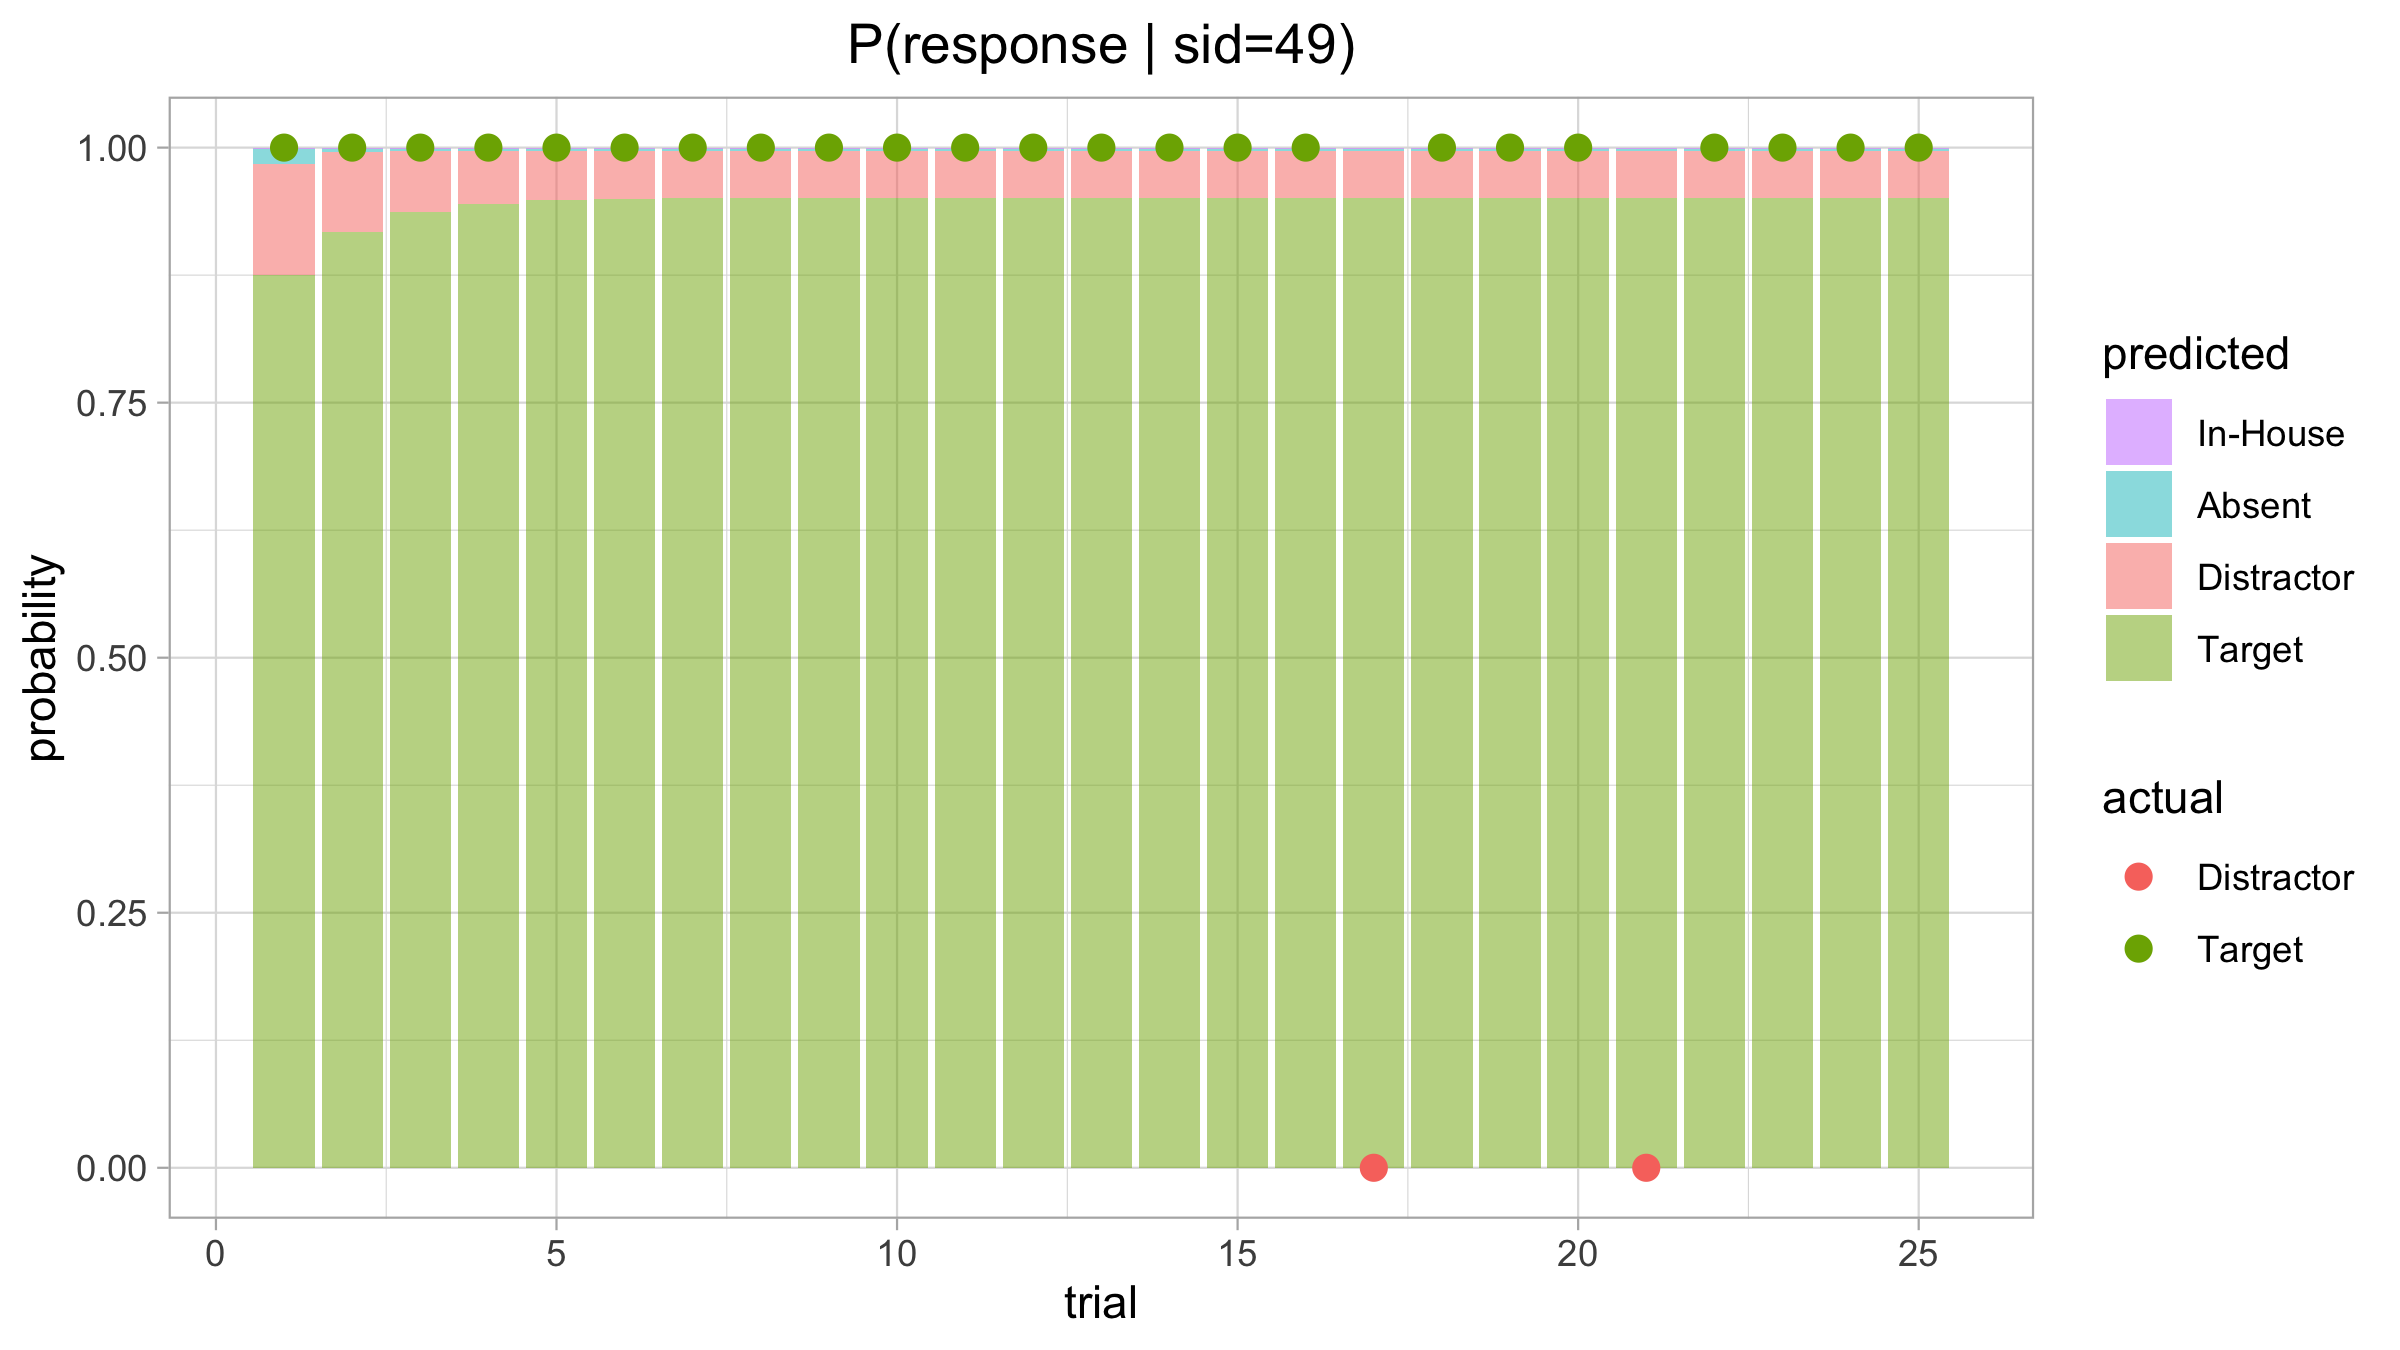 P(response | sid=49)
probability
1.00
0.75
0.50
0.25
0.00
0 5 10 15 20 25
trial
predicted
In-House
Absent
Distractor
Target
actual
Distractor
Target